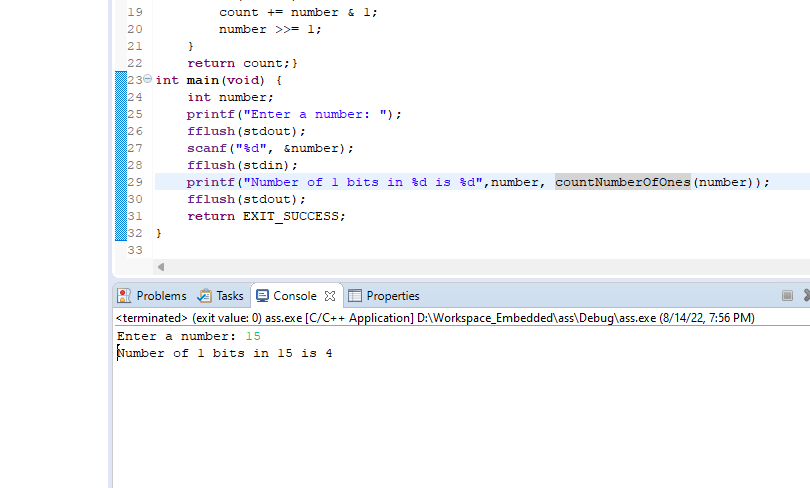 19 count += number & 1;
20 number >>= 1;
21 }
22 return count;}
23 int main(void) {
24 int number;
25 printf("Enter a number: ");
26 fflush(stdout);
27 scanf("%d", &number);
28 fflush(stdin);
29 printf("Number of 1 bits in %d is %d",number, countNumberOfOnes(number));
30 fflush(stdout);
31 return EXIT_SUCCESS;
32 }
33
Problems Tasks Console Properties
<terminated> (exit value: 0) ass.exe [C/C++ Application] D:\Workspace_Embedded\ass\Debug\ass.exe (8/14/22, 7:56 PM)
Enter a number: 15
Number of 1 bits in 15 is 4